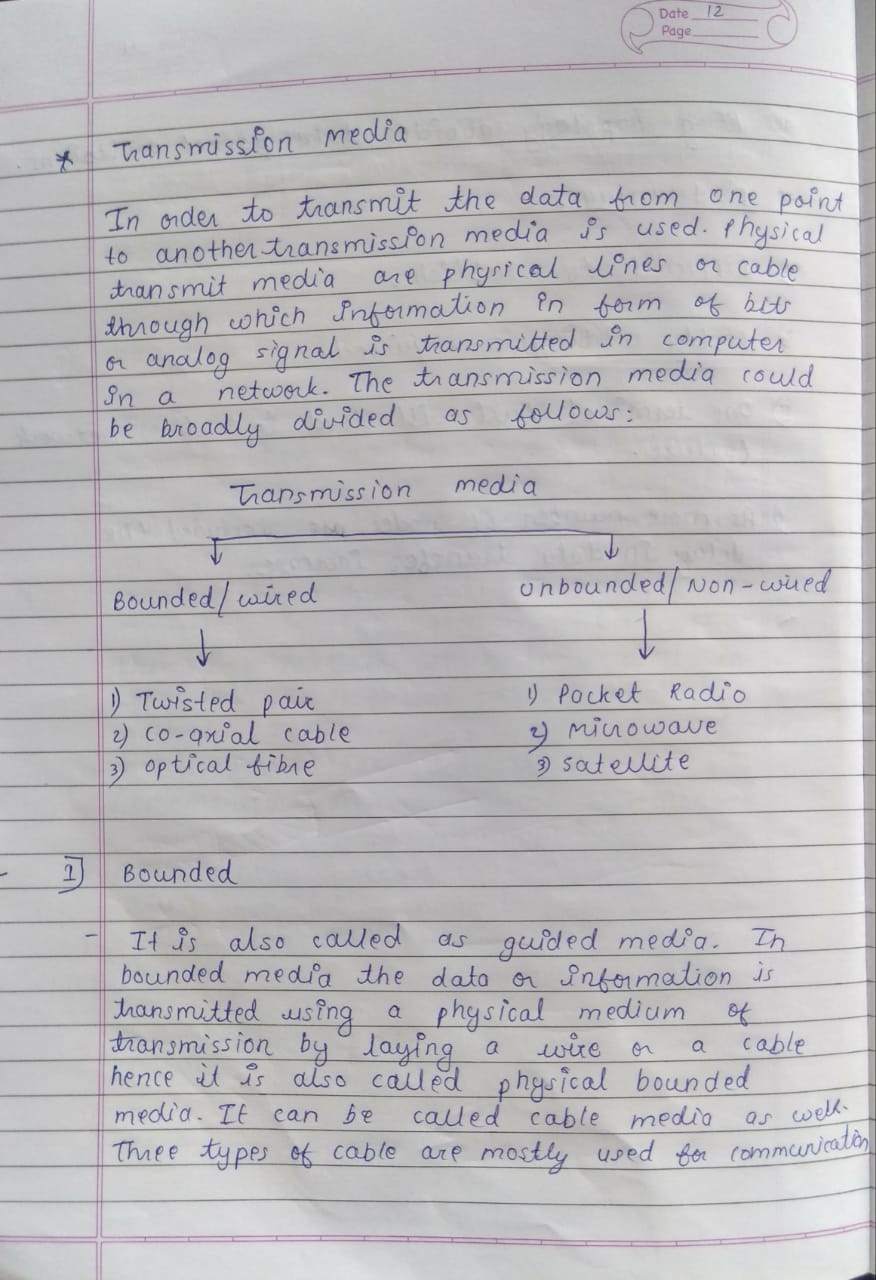 Date 12
Page
* Transmission media
In order to transmit the data from one point
to another transmission media is used. Physical
transmit media are physical lines or cable
through which information in form of bits
or analog signal is transmitted in computer
in a network. The transmission media could
be broadly divided as follows:
Transmission media
Bounded/wired Unbounded/Non-wired
1) Twisted pair 1) Pocket Radio
2) co-axial cable 2) Microwave
3) optical fibre 3) satellite
1] Bounded
- It is also called as guided media. In
bounded media the data or information is
transmitted using a physical medium of
transmission by laying a wire or a cable
hence it is also called physical bounded
media. It can be called cable media as well.
Three types of cable are mostly used for communication